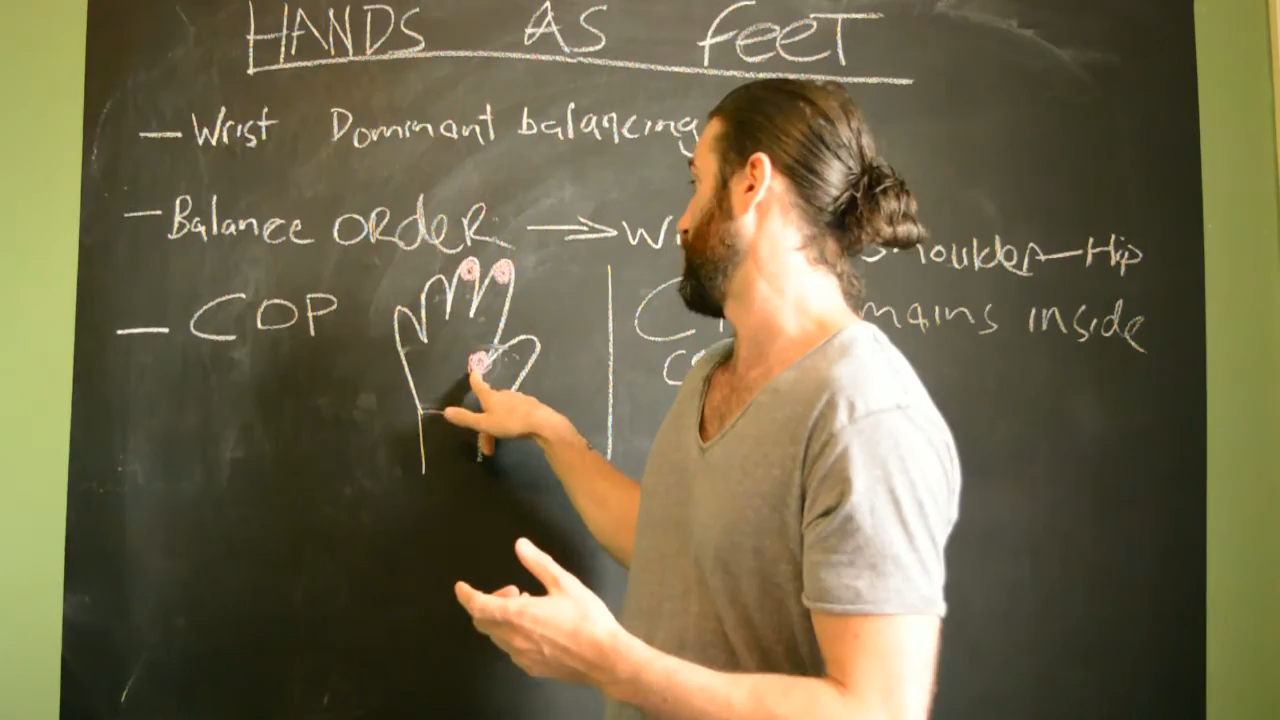 HANDS AS FEET
— Wrist Dominant balancing
— Balance ORDER → W shoulder - Hip
— COP C mains inside